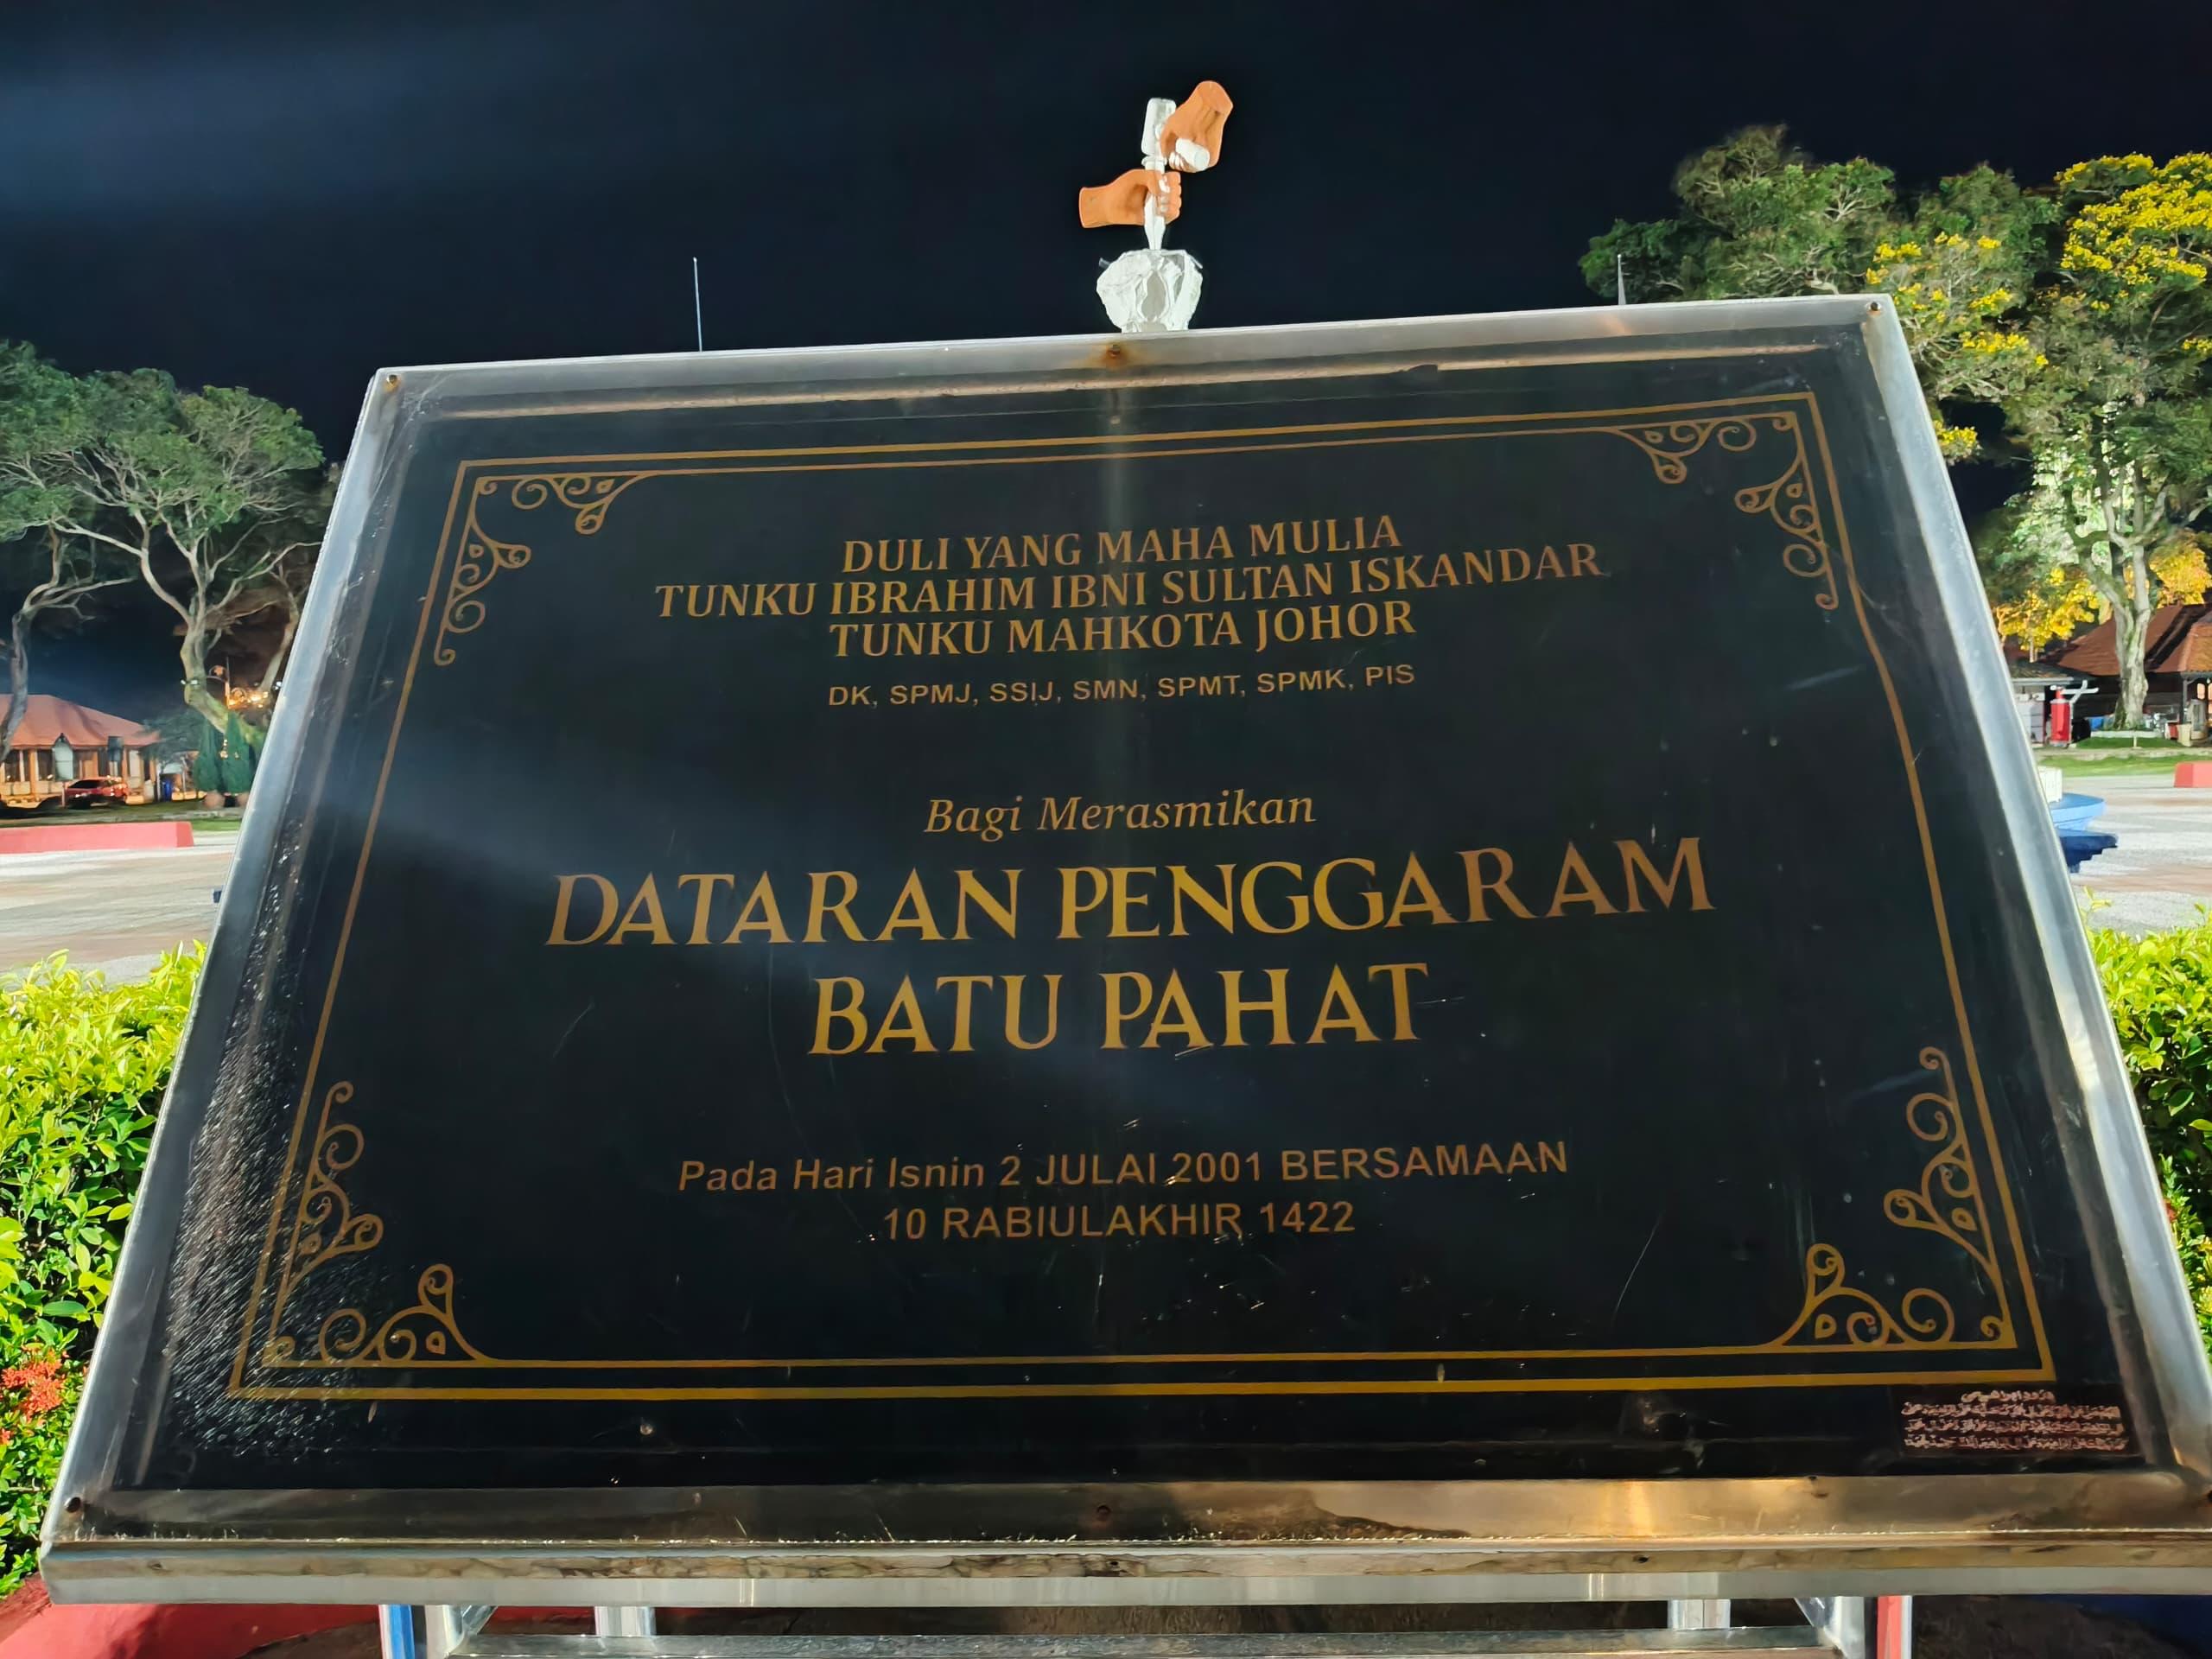 DULI YANG MAHA MULIA
TUNKU IBRAHIM IBNI SULTAN ISKANDAR
TUNKU MAHKOTA JOHOR
DK, SPMJ, SSIJ, SMN, SPMT, SPMK, PIS
Bagi Merasmikan
DATARAN PENGGARAM
BATU PAHAT
Pada Hari Isnin 2 JULAI 2001 BERSAMAAN
10 RABIULAKHIR 1422